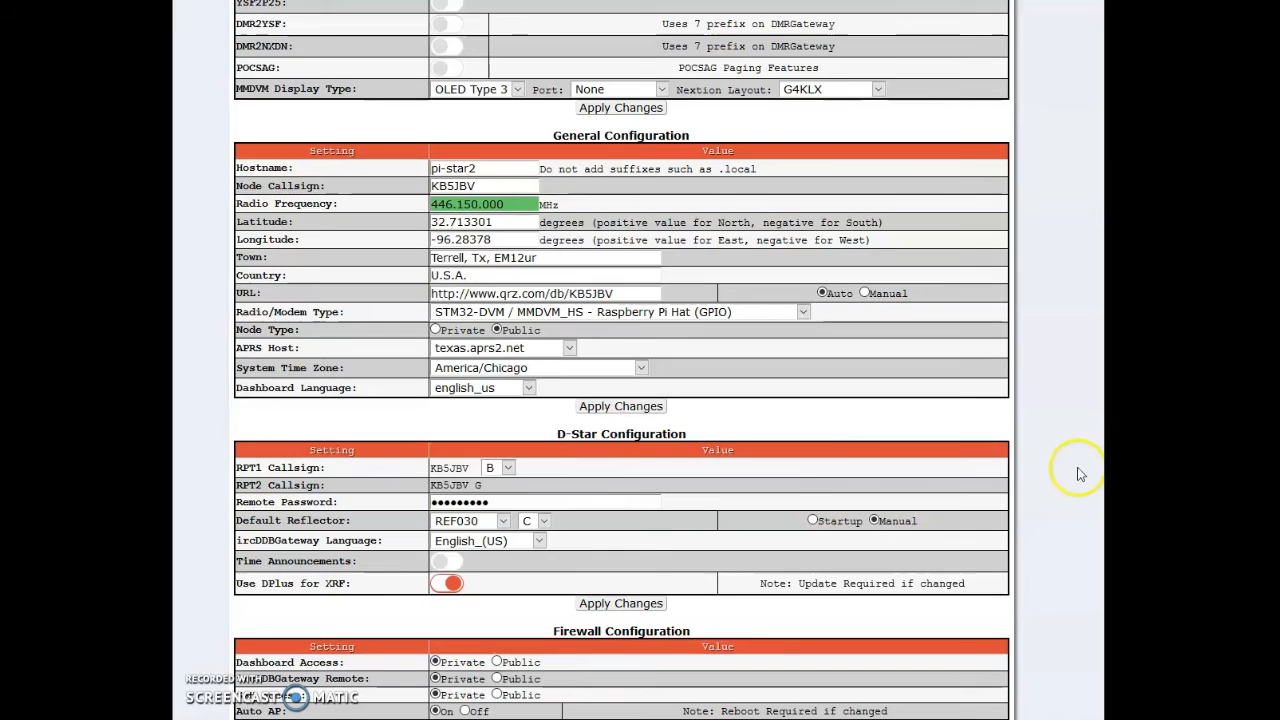 YSF2P25:
DMR2YSF: Uses 7 prefix on DMRGateway
DMR2NXDN: Uses 7 prefix on DMRGateway
POCSAG: POCSAG Paging Features
MMDVM Display Type: OLED Type 3 Port: None Nextion Layout: G4KLX
Apply Changes
General Configuration
Setting Value
Hostname: pi-star2 Do not add suffixes such as .local
Node Callsign: KB5JBV
Radio Frequency: 446.150.000 MHz
Latitude: 32.713301 degrees (positive value for North, negative for South)
Longitude: -96.28378 degrees (positive value for East, negative for West)
Town: Terrell, Tx, EM12ur
Country: U.S.A.
URL: http://www.qrz.com/db/KB5JBV Auto Manual
Radio/Modem Type: STM32-DVM / MMDVM_HS - Raspberry Pi Hat (GPIO)
Node Type: Private Public
APRS Host: texas.aprs2.net
System Time Zone: America/Chicago
Dashboard Language: english_us
Apply Changes
D-Star Configuration
Setting Value
RPT1 Callsign: KB5JBV B
RPT2 Callsign: KB5JBV G
Remote Password: •••••••••
Default Reflector: REF030 C Startup Manual
ircDDBGateway Language: English_(US)
Time Announcements:
Use DPlus for XRF: Note: Update Required if changed
Apply Changes
Firewall Configuration
Setting Value
Dashboard Access: Private Public
Remote: Private Public
Private Public
Auto AP: On Off Note: Reboot Required if changed
RECORDED WITH
SCREENCAST MATIC